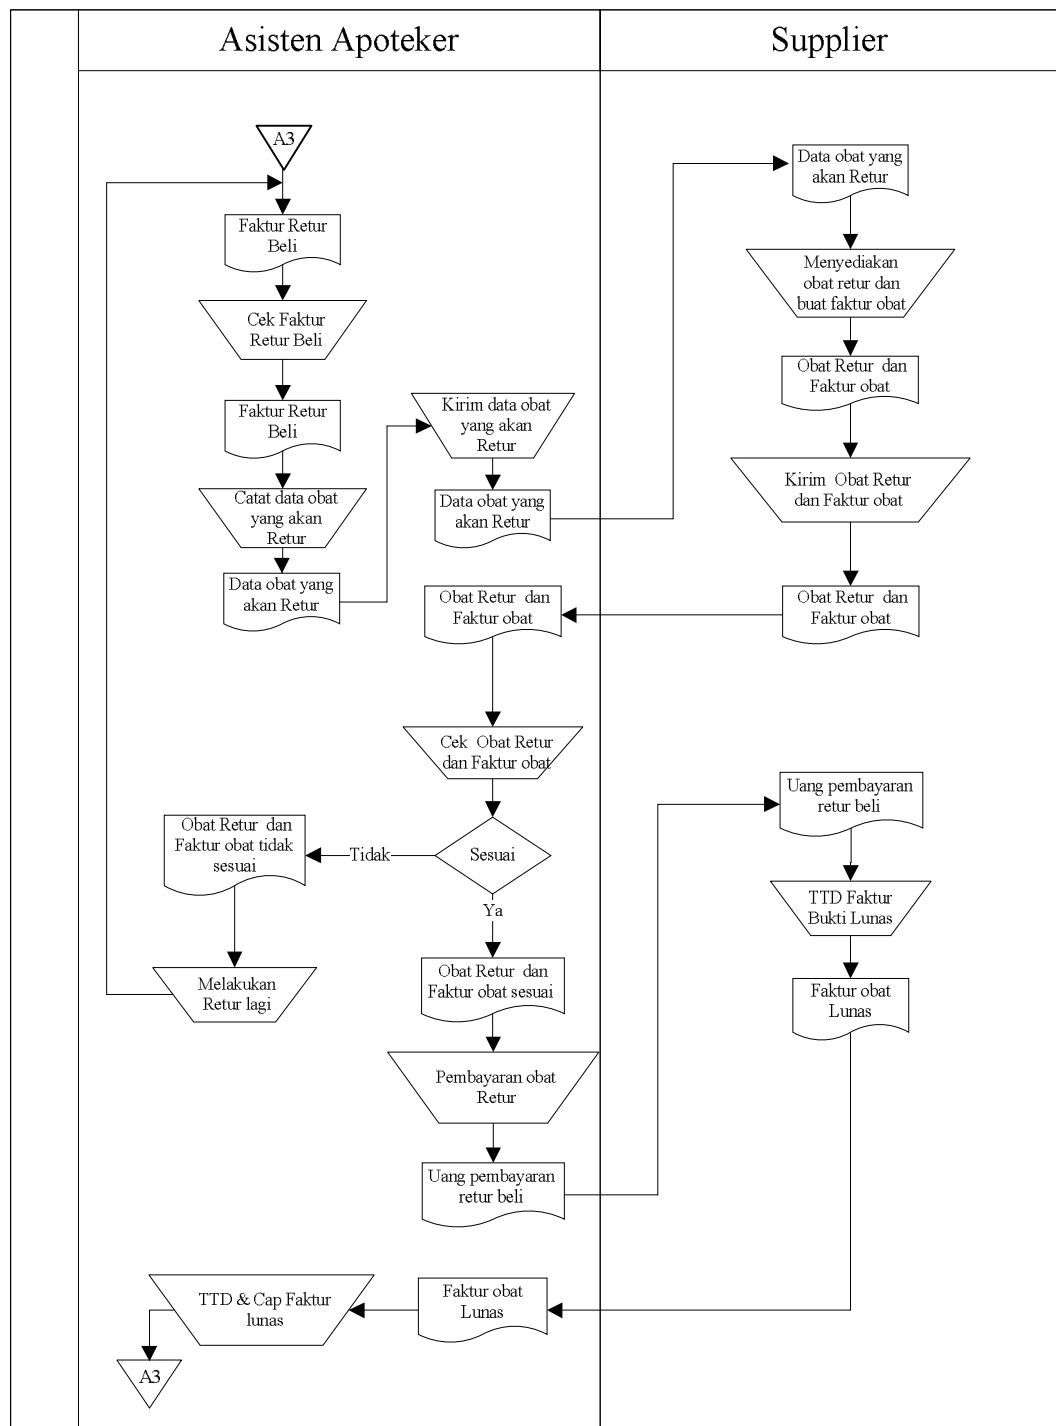 Asisten Apoteker
Supplier
A3
Faktur Retur
Beli
Cek Faktur
Retur Beli
Faktur Retur
Beli
Catat data obat
yang akan
Retur
Data obat yang
akan Retur
Kirim data obat
yang akan
Retur
Data obat yang
akan Retur
Data obat yang
akan Retur
Menyediakan
obat retur dan
buat faktur obat
Obat Retur dan
Faktur obat
Kirim Obat Retur
dan Faktur obat
Obat Retur dan
Faktur obat
Obat Retur dan
Faktur obat
Cek Obat Retur
dan Faktur obat
Sesuai
Tidak
Obat Retur dan
Faktur obat tidak
sesuai
Melakukan
Retur lagi
Ya
Obat Retur dan
Faktur obat sesuai
Pembayaran obat
Retur
Uang pembayaran
retur beli
Uang pembayaran
retur beli
TTD Faktur
Bukti Lunas
Faktur obat
Lunas
Faktur obat
Lunas
TTD & Cap Faktur
lunas
A3